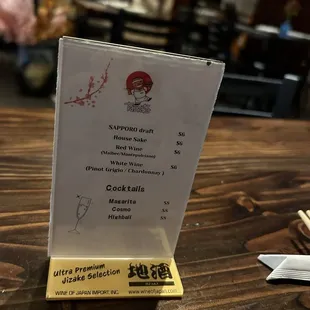 SAPPORO draft $6
House Sake $6
Red Wine $6
White Wine $6
(Pinot Grigio / Chardonnay)
Cocktails
Magarita
Cosmo
Highball
Ultra Premium
Jizake Selection
地酒
WINE OF JAPAN IMPORT INC.